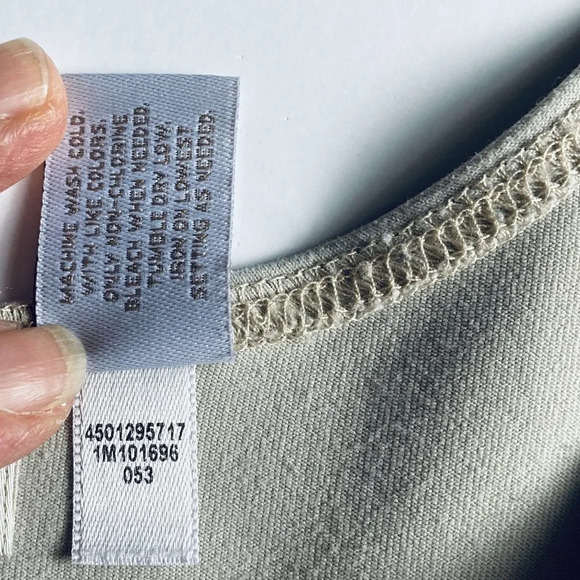 MACHINE WASH COLD.
WITH LIKE COLORS.
ONLY NON-CHLORINE
BLEACH WHEN NEEDED.
TUMBLE DRY LOW.
IRON ON LOWEST
SETTING AS NEEDED.
4501295717
1M101696
053